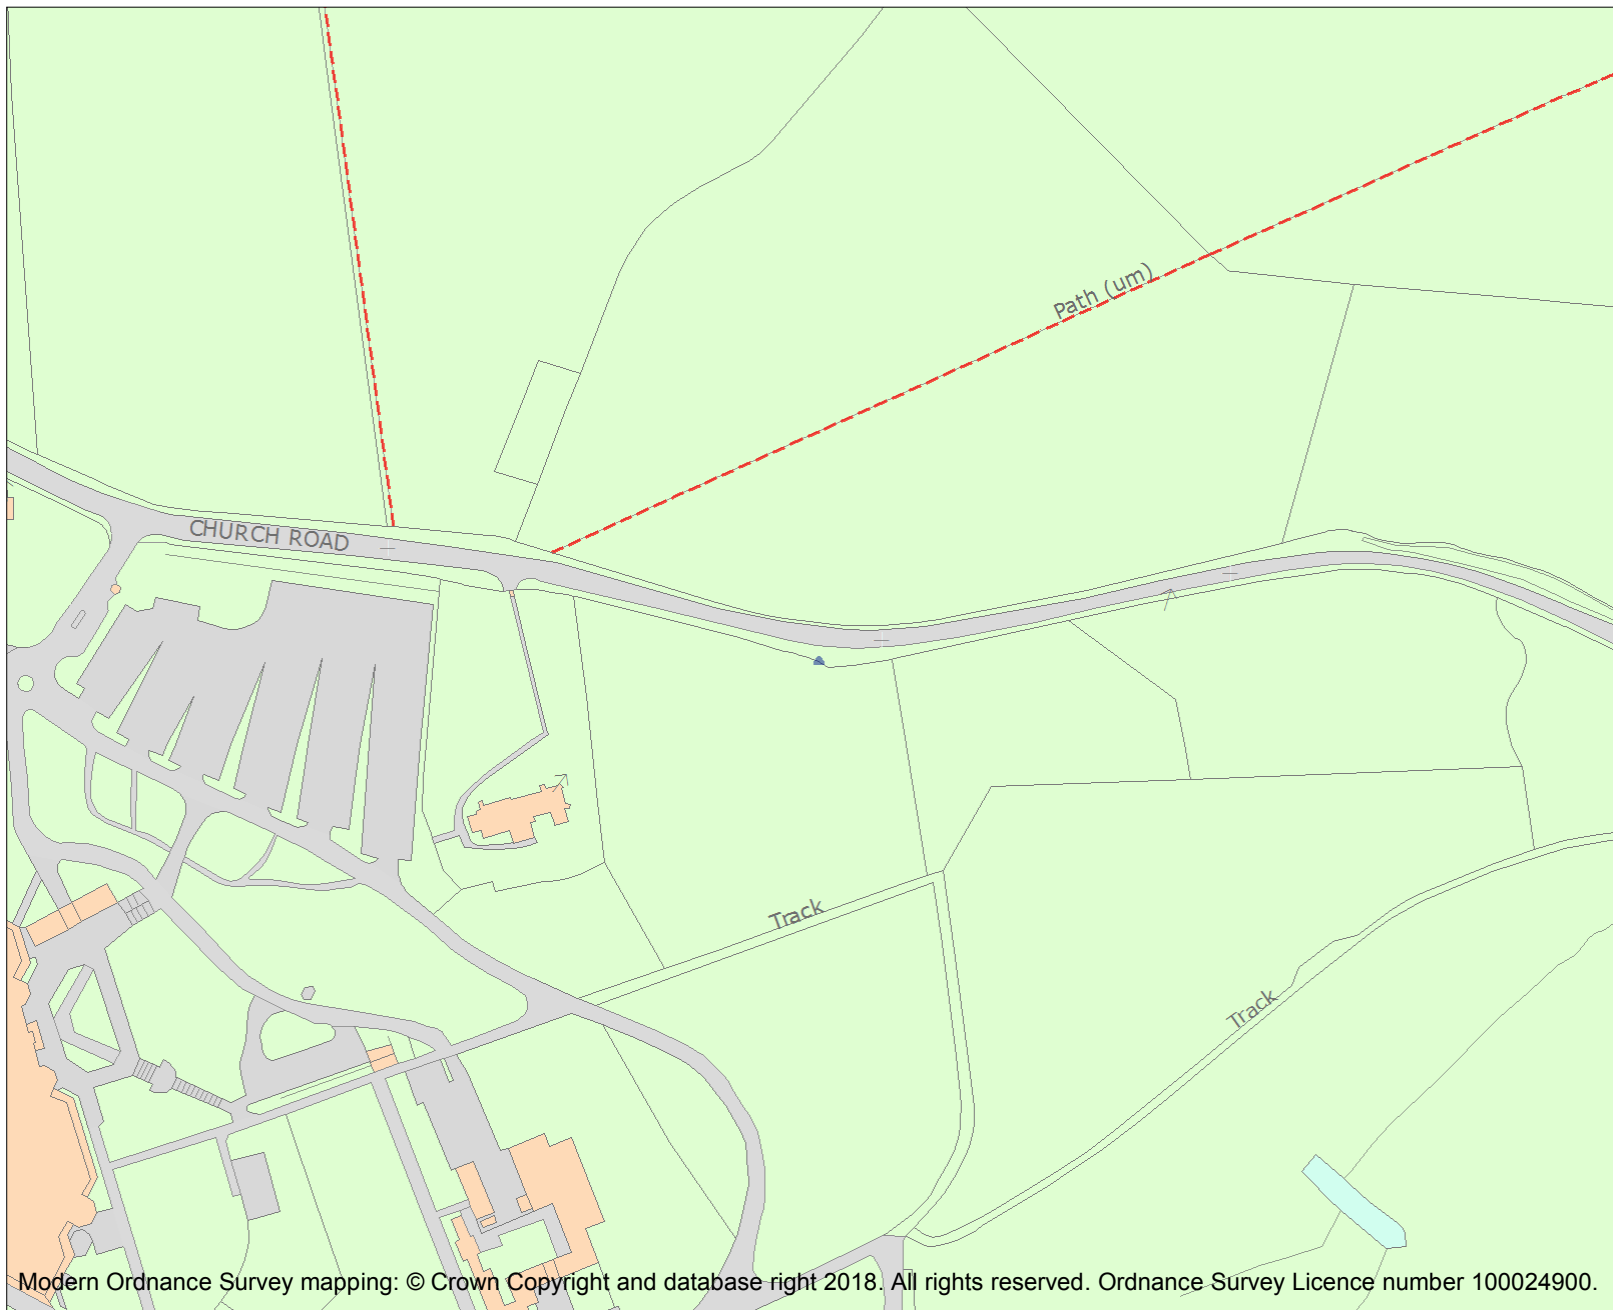 Path (um)
CHURCH ROAD
Track
Track
Modern Ordnance Survey mapping: © Crown Copyright and database right 2018. All rights reserved. Ordnance Survey Licence number 100024900.